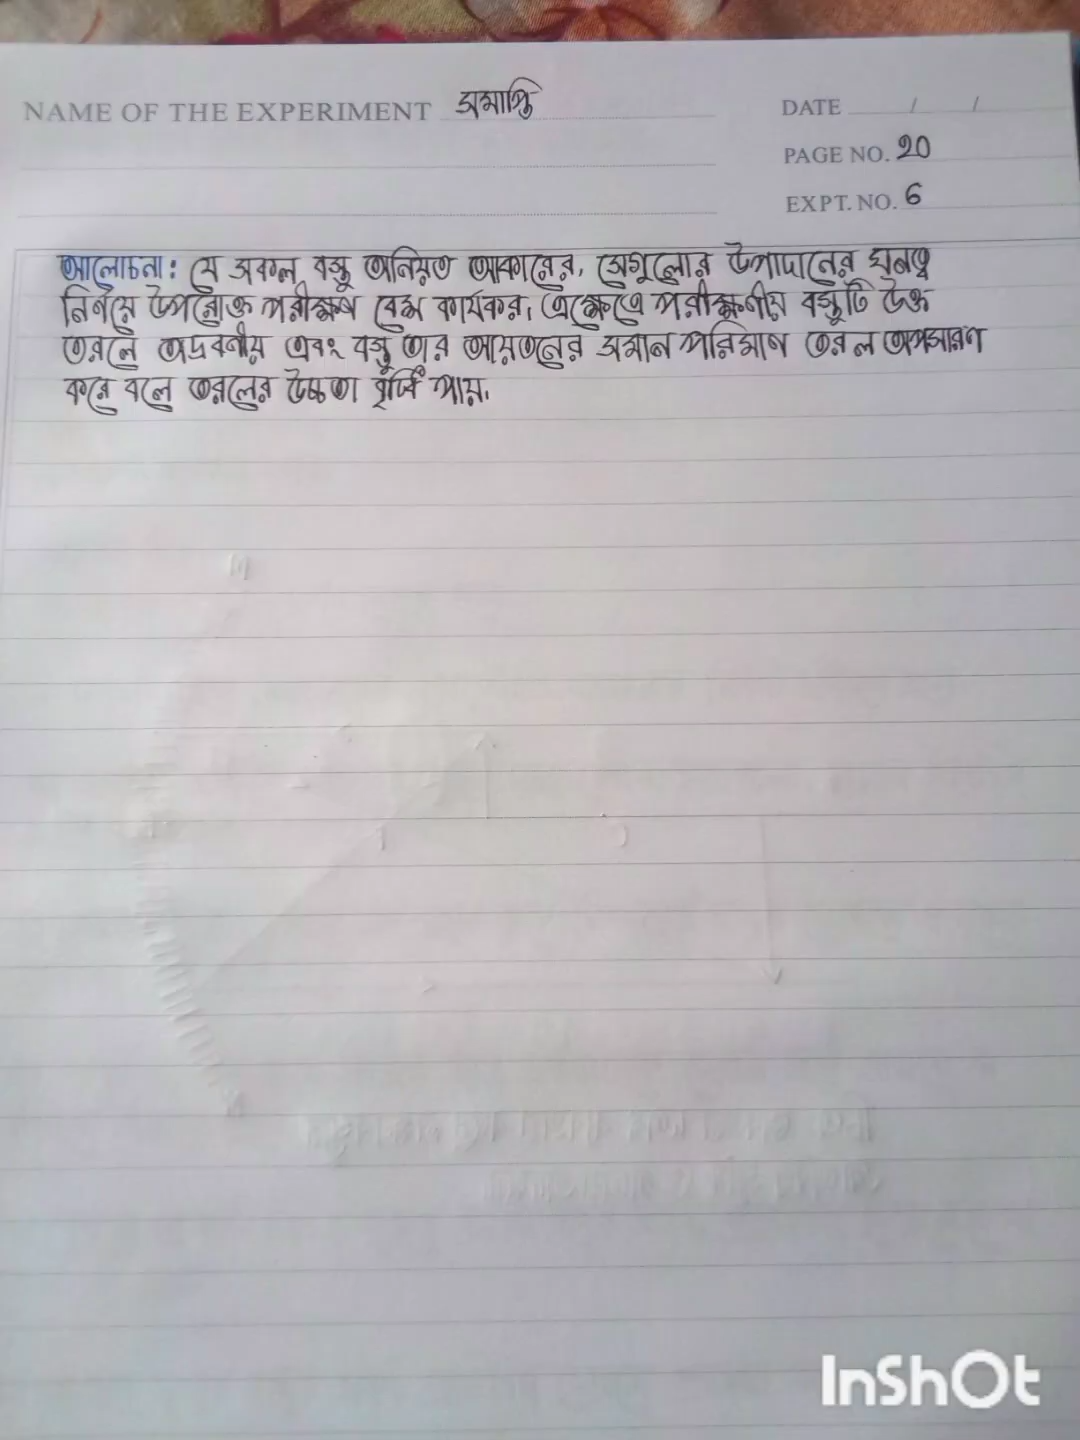 NAME OF THE EXPERIMENT সমাপ্তি
DATE / /
PAGE NO. 20
EXPT. NO. 6
আলোচনা: যে সকল বস্তু অনিয়ত আকারের, সেগুলোর উপাদানের ঘনত্ব
নির্ণয়ে উপরোক্ত পরীক্ষণ বেশ কার্যকর, এক্ষেত্রে পরীক্ষনীয় বস্তুটি উক্ত
তরলে অদ্রবনীয় এবং বস্তু তার আয়তনের সমান পরিমাণ তরল অপসারণ
করে বলে তরলের উচ্চতা বৃদ্ধি পায়.
InShOt